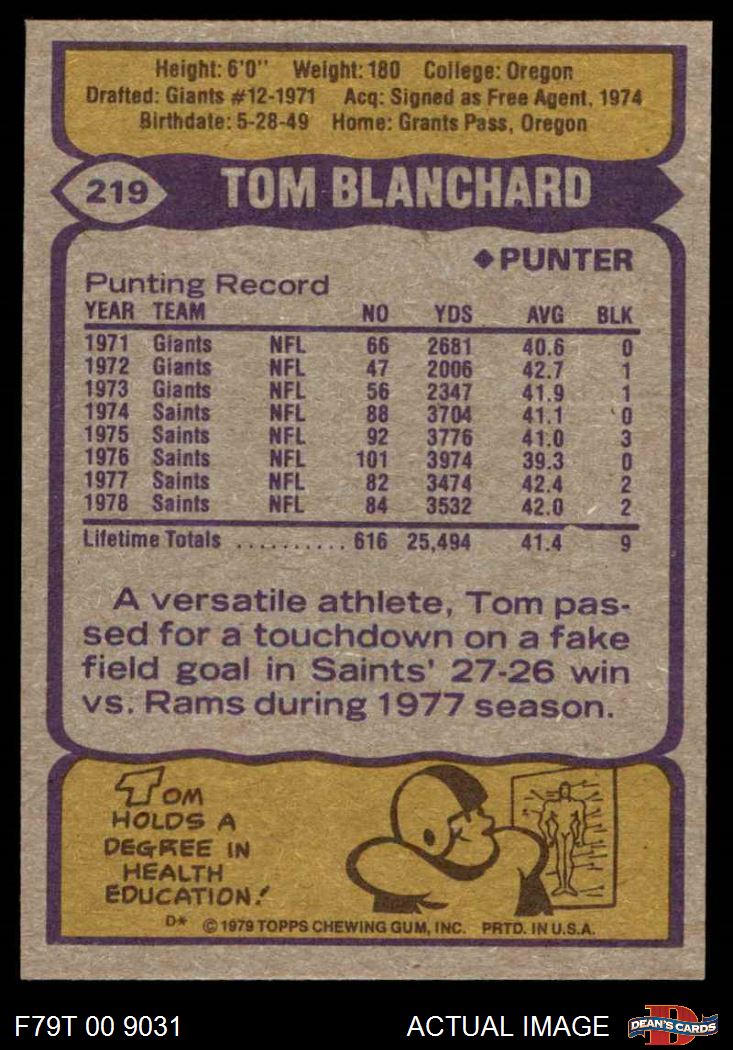 Height: 6'0" Weight: 180 College: Oregon
Drafted: Giants #12-1971 Acq: Signed as Free Agent, 1974
Birthdate: 5-28-49 Home: Grants Pass, Oregon
219 TOM BLANCHARD
◆PUNTER
Punting Record
YEAR TEAM NO YDS AVG BLK
1971 Giants NFL 66 2681 40.6 0
1972 Giants NFL 47 2006 42.7 1
1973 Giants NFL 56 2347 41.9 1
1974 Saints NFL 88 3704 41.1 0
1975 Saints NFL 92 3776 41.0 3
1976 Saints NFL 101 3974 39.3 0
1977 Saints NFL 82 3474 42.4 2
1978 Saints NFL 84 3532 42.0 2
Lifetime Totals .......... 616 25,494 41.4 9
A versatile athlete, Tom pas-
sed for a touchdown on a fake
field goal in Saints' 27-26 win
vs. Rams during 1977 season.
TOM
HOLDS A
DEGREE IN
HEALTH
EDUCATION!
D* © 1979 TOPPS CHEWING GUM, INC. PRTD. IN U.S.A.
F79T 00 9031 ACTUAL IMAGE D DEAN'S CARDS